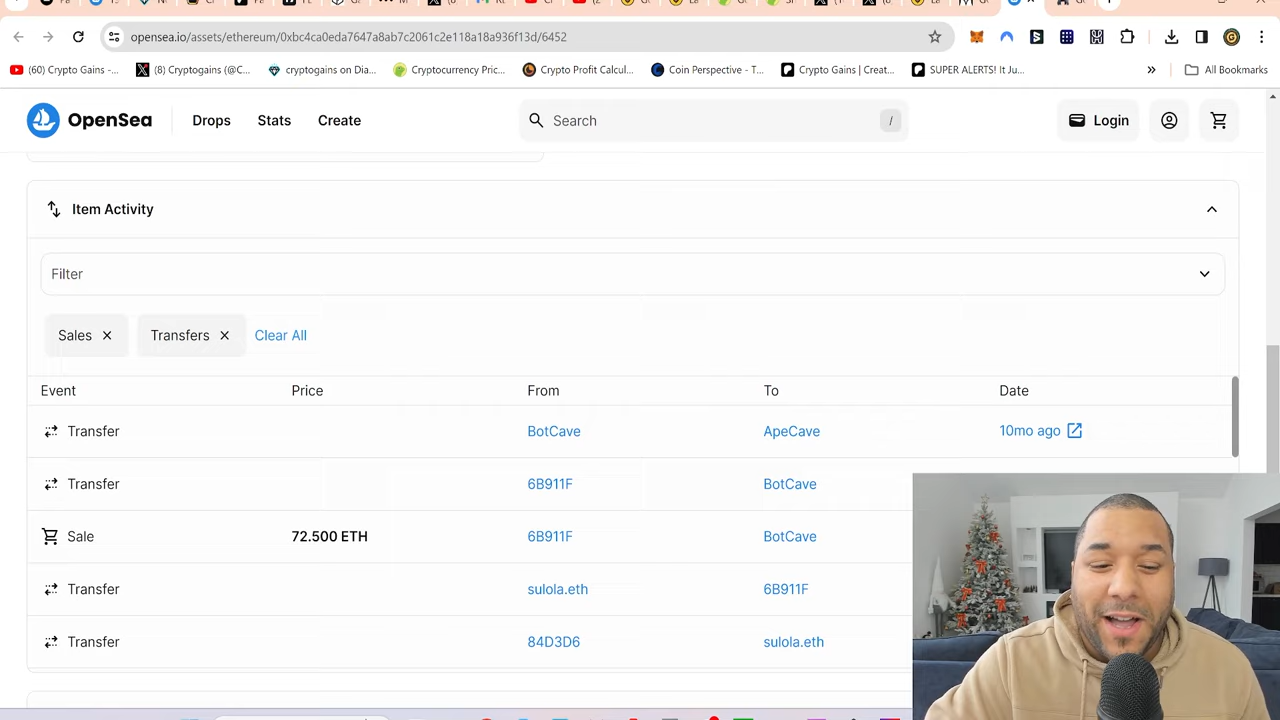 opensea.io/assets/ethereum/0xbc4ca0eda7647a8ab7c2061c2e118a18a936f13d/6452
(60) Crypto Gains -... (8) Cryptogains (@C... cryptogains on Dia... Cryptocurrency Pric... Crypto Profit Calcul... Coin Perspective - T... Crypto Gains | Creat... SUPER ALERTS! It Ju... » All Bookmarks
OpenSea Drops Stats Create Search / Login
Item Activity
Filter
Sales × Transfers × Clear All
Event Price From To Date
Transfer BotCave ApeCave 10mo ago
Transfer 6B911F BotCave
Sale 72.500 ETH 6B911F BotCave
Transfer sulola.eth 6B911F
Transfer 84D3D6 sulola.eth